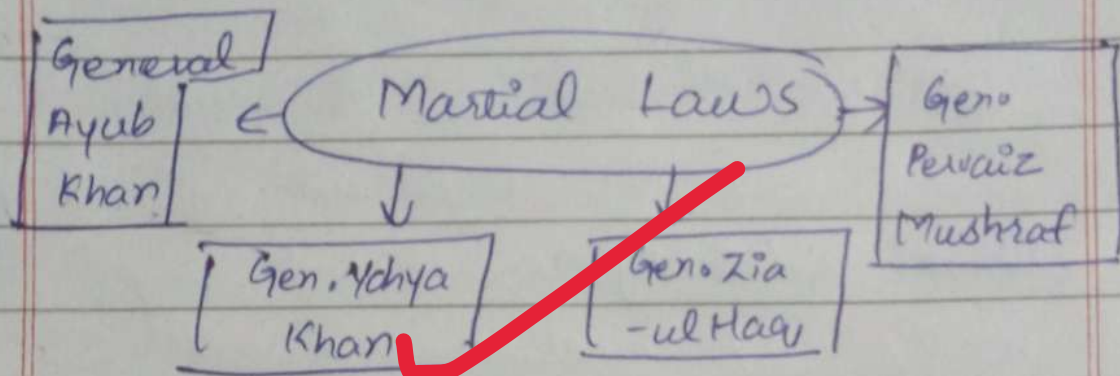 Martial Laws
General
Ayub
Khan
Gen. Yahya
Khan
Gen. Zia
-ul Haq
Gen.
Pervaiz
Mushraf